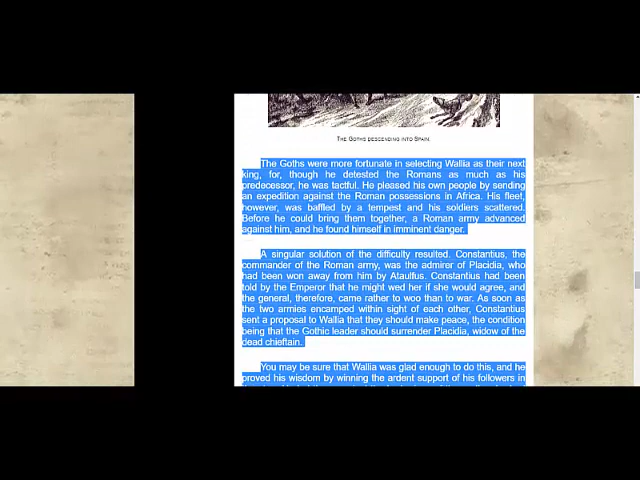 THE GOTHS DESCENDING INTO SPAIN.
The Goths were more fortunate in selecting Wallia as their next
king, for, though he detested the Romans as much as his
predecessor, he was tactful. He pleased his own people by sending
an expedition against the Roman possessions in Africa. His fleet,
however, was baffled by a tempest and his soldiers scattered.
Before he could bring them together, a Roman army advanced
against him, and he found himself in imminent danger.
A singular solution of the difficulty resulted. Constantius, the
commander of the Roman army, was the admirer of Placidia, who
had been won away from him by Ataulfus. Constantius had been
told by the Emperor that he might wed her if she would agree, and
the general, therefore, came rather to woo than to war. As soon as
the two armies encamped within sight of each other, Constantius
sent a proposal to Wallia that they should make peace, the condition
being that the Gothic leader should surrender Placidia, widow of the
dead chieftain.
You may be sure that Wallia was glad enough to do this, and he
proved his wisdom by winning the ardent support of his followers in